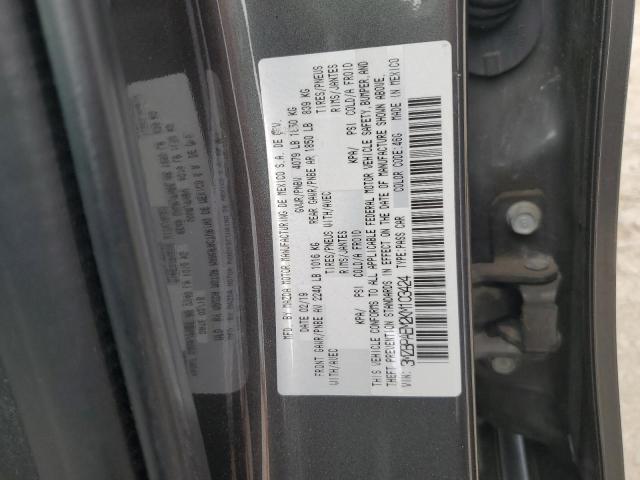 MFD. BY MAZDA MOTOR MANUFACTURING DE MEXICO S.A. DE C.V.
DATE: 02/19 GVWR/PNBV 4079 LB 1850 KG
FRONT GAWR/PNBE AV 2240 LB 1016 KG REAR GAWR/PNBE AR 1850 LB 839 KG
WITH/AVEC TIRES/PNEUS WITH/AVEC TIRES/PNEUS
RIMS/JANTES RIMS/JANTES
KPA/ PSI COLD/A FROID KPA/ PSI COLD/A FROID
THIS VEHICLE CONFORMS TO ALL APPLICABLE FEDERAL MOTOR VEHICLE SAFETY, BUMPER, AND
THEFT PREVENTION STANDARDS IN EFFECT ON THE DATE OF MANUFACTURE SHOWN ABOVE.
TYPE: PASS CAR COLOR CODE: 46G MADE IN MEXICO
VIN: